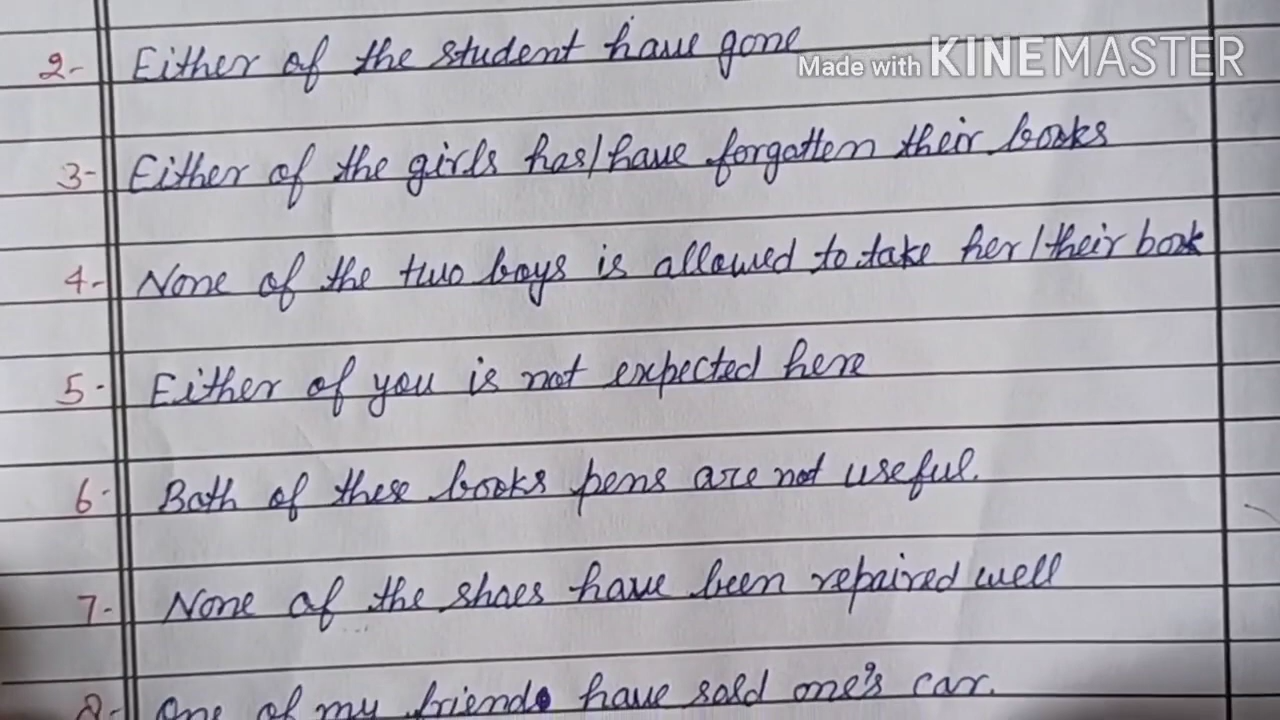 2- Either of the student have gone
Made with KINEMASTER
3- Either of the girls has/have forgotten their books
4- None of the two boys is allowed to take her/their book
5- Either of you is not expected here
6- Both of these books pens are not useful.
7- None of the shoes have been repaired well
8- One of my friends have sold one's car.